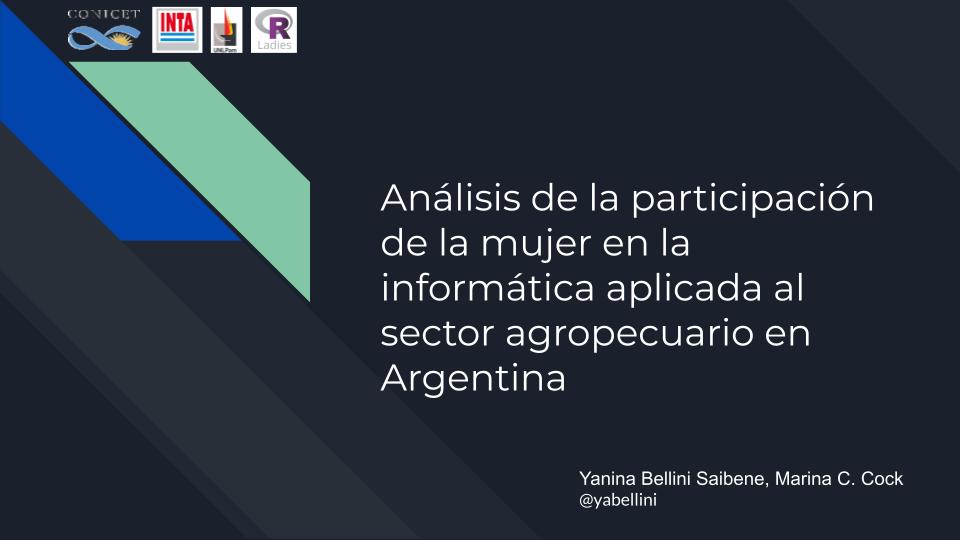 CONICET
INTA
UNLPam
R
Ladies
Análisis de la participación
de la mujer en la
informática aplicada al
sector agropecuario en
Argentina
Yanina Bellini Saibene, Marina C. Cock
@yabellini